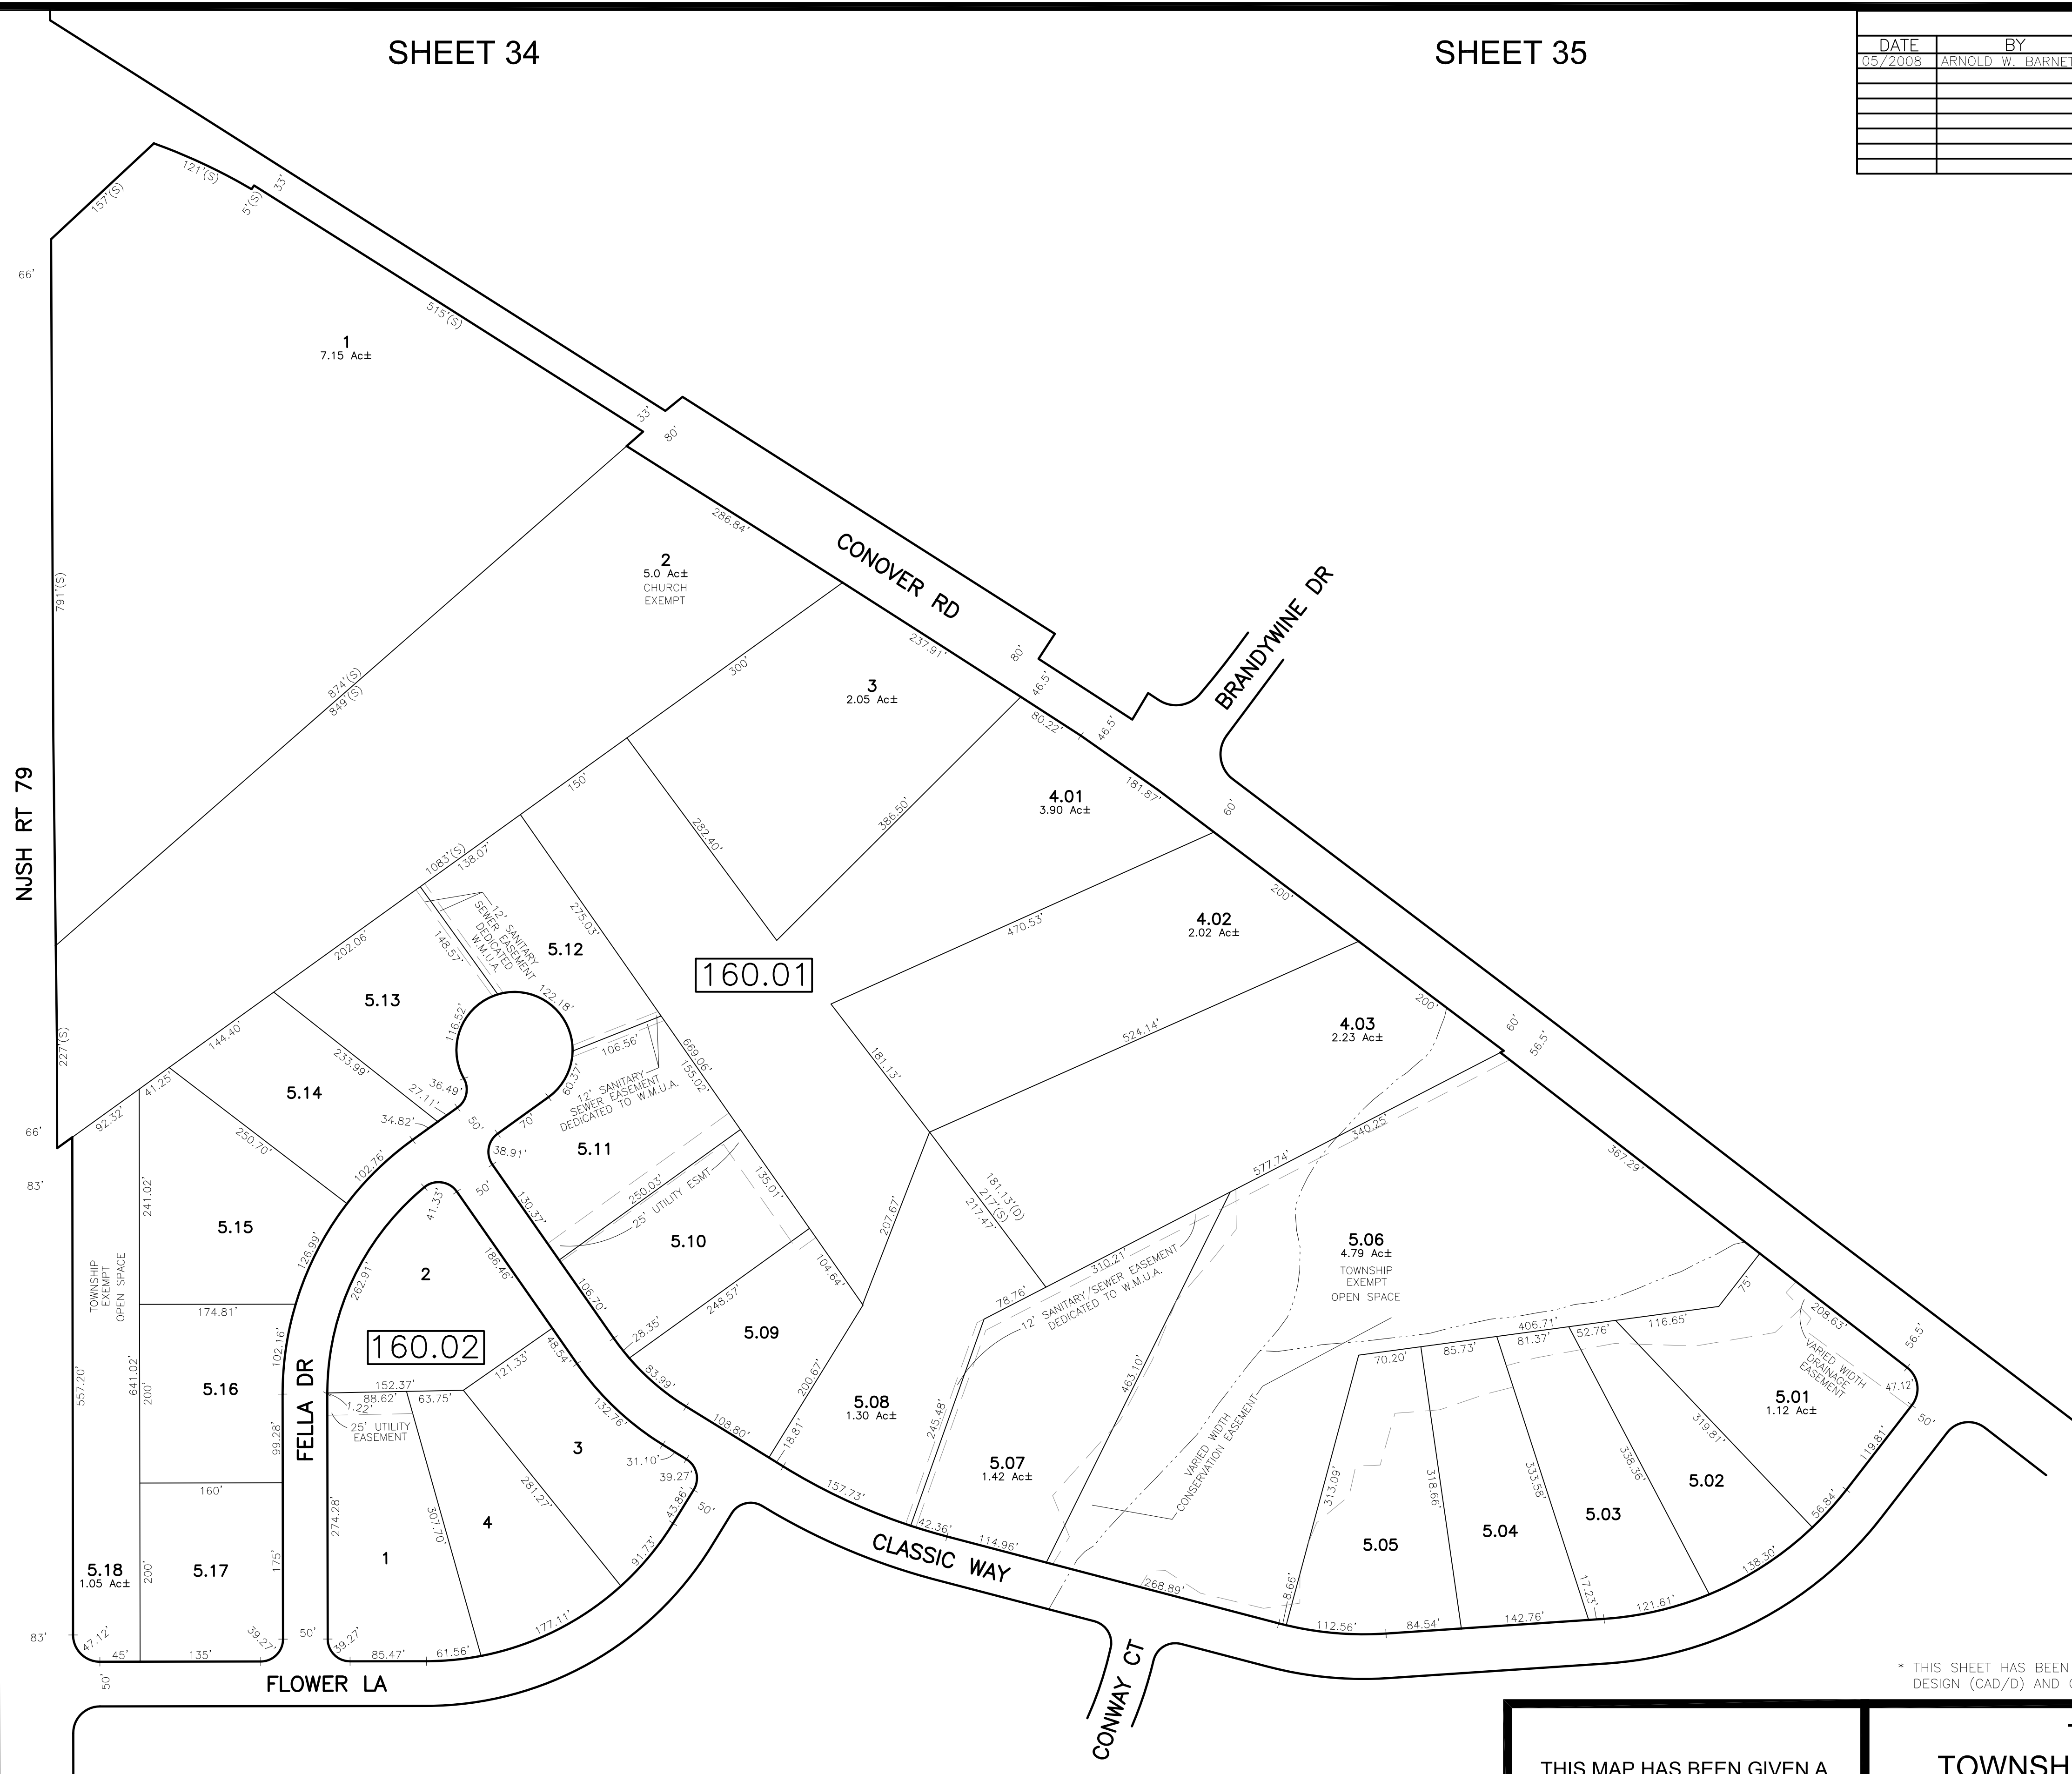 SHEET 34
SHEET 35
DATE
BY
05/2008
ARNOLD W. BARNET
157'(S)
121'(S)
5'(S)
33'
66'
515'(S)
1
7.15 Ac±
33'
80'
791'(S)
874'(S)
849'(S)
286.84'
2
5.0 Ac±
CHURCH
EXEMPT
CONOVER RD
BRANDYWINE DR
237.91'
80'
46.5'
300'
3
2.05 Ac±
80.22'
46.5'
NJSH RT 79
150'
282.40'
386.50'
4.01
3.90 Ac±
181.87'
60'
1083'(S)
138.07'
12' SANITARY
SEWER EASEMENT
DEDICATED
W.M.U.A.
148.57'
275.03'
5.12
470.53'
4.02
2.02 Ac±
200'
202.06'
5.13
160.01
122.18'
116.52'
106.56'
227'(S)
144.40'
233.99'
41.25'
5.14
36.49'
27.11'
34.82'
50'
70'
60.37'
12' SANITARY
SEWER EASEMENT
DEDICATED TO W.M.U.A.
669.06'
155.02'
181.13'
524.14'
4.03
2.23 Ac±
200'
60'
56.5'
92.32'
66'
250.70'
102.76'
38.91'
5.11
340.25'
577.74'
367.29'
83'
241.02'
5.15
126.99'
41.33'
50'
130.37'
250.03'
25' UTILITY ESMT
135.01'
181.13'(D)
217'(S)
217.47'
207.67'
5.10
104.64'
5.06
4.79 Ac±
TOWNSHIP
EXEMPT
OPEN SPACE
TOWNSHIP
EXEMPT
OPEN SPACE
2
262.91'
186.46'
106.70'
78.76'
310.21'
12' SANITARY/SEWER EASEMENT
DEDICATED TO W.M.U.A.
75'
208.63'
56.5'
174.81'
28.35'
248.57'
5.09
406.71'
116.65'
52.76'
81.37'
85.73'
70.20'
VARIED WIDTH
DRAINAGE
EASEMENT
47.12'
50'
160.02
102.16'
48.54'
121.33'
83.99'
200.67'
463.10'
FELLA DR
152.37'
88.62'
63.75'
1.22'
25' UTILITY
EASEMENT
557.20'
641.02'
200'
5.16
99.28'
132.76'
108.80'
18.81'
5.08
1.30 Ac±
245.48'
5.01
1.12 Ac±
VARIED WIDTH
CONSERVATION EASEMENT
3
31.10'
39.27'
43.86'
50'
5.07
1.42 Ac±
319.81'
119.81'
338.36'
333.58'
318.66'
313.09'
5.02
160'
157.73'
281.27'
307.70'
274.28'
4
5.03
5.04
5.05
56.84'
42.36'
114.96'
CLASSIC WAY
1
91.73'
5.18
1.05 Ac±
200'
5.17
175'
268.89'
8.66'
17.23'
138.30'
121.61'
142.76'
84.54'
112.56'
177.11'
83'
47.12'
45'
135'
39.27'
50'
39.27'
85.47'
61.56'
50'
FLOWER LA
CONWAY CT
* THIS SHEET HAS BEEN
DESIGN (CAD/D) AND
THIS MAP HAS BEEN GIVEN A
TOWNSH